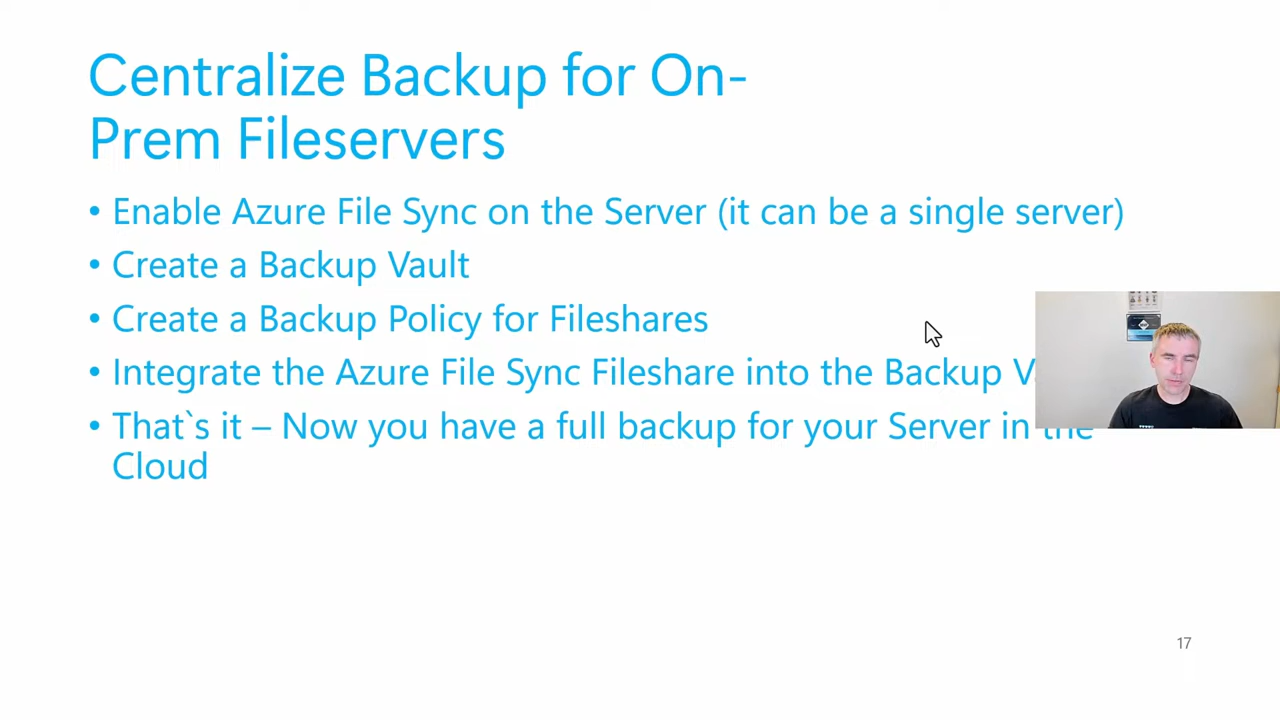 Centralize Backup for On-
Prem Fileservers
• Enable Azure File Sync on the Server (it can be a single server)
• Create a Backup Vault
• Create a Backup Policy for Fileshares
• Integrate the Azure File Sync Fileshare into the Backup
• That`s it – Now you have a full backup for your Server in the
Cloud
17